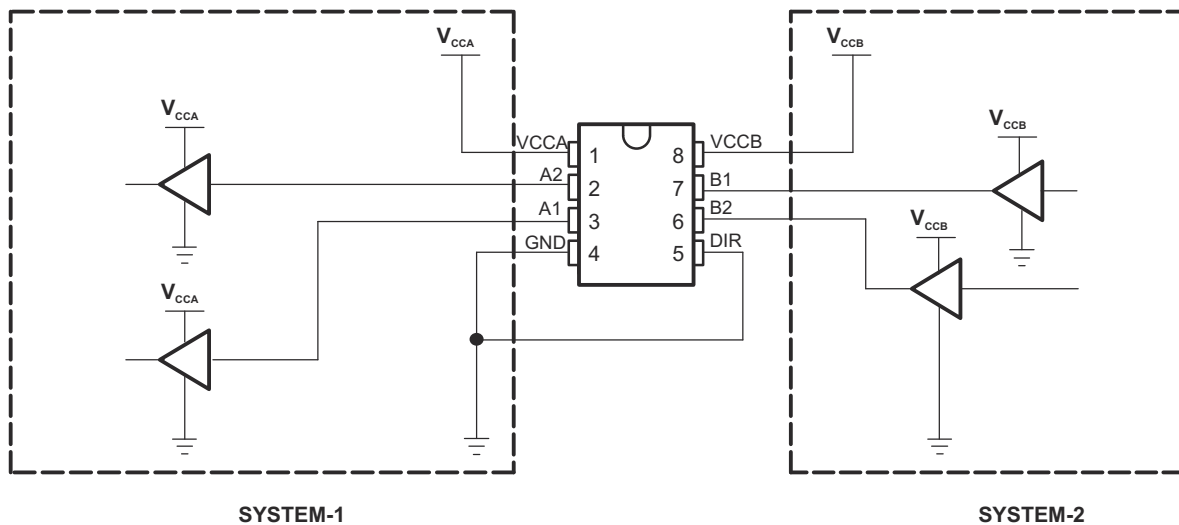 VCCA
VCCB
VCCA
VCCB
VCCA 1 8 VCCB
A2 2 7 B1
A1 3 6 B2
GND 4 5 DIR
VCCB
VCCA
SYSTEM-1
SYSTEM-2